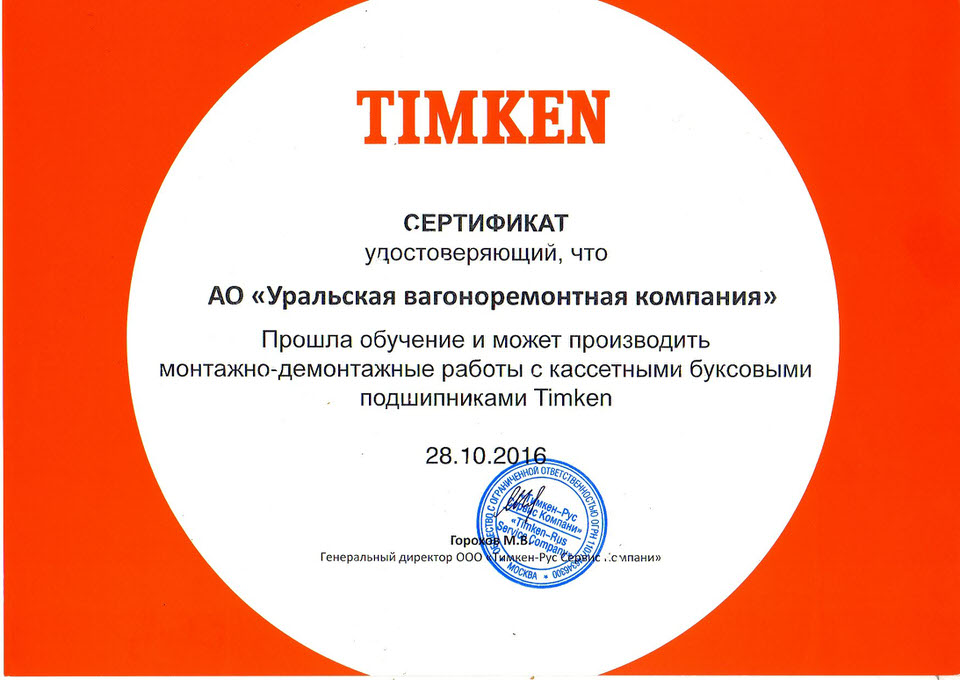 TIMKEN
СЕРТИФИКАТ
удостоверяющий, что
АО «Уральская вагоноремонтная компания»
Прошла обучение и может производить
монтажно-демонтажные работы с кассетными буксовыми
подшипниками Timken
28.10.2016
ОБЩЕСТВО С ОГРАНИЧЕННОЙ ОТВЕТСТВЕННОСТЬЮ ОГРН
МОСКВА
«Тимкен-Рус
Сервис Компани»
«Timken-Rus
Service Company»
Горохов М.В.
Генеральный директор ООО «Тимкен-Рус Сервис Компани»